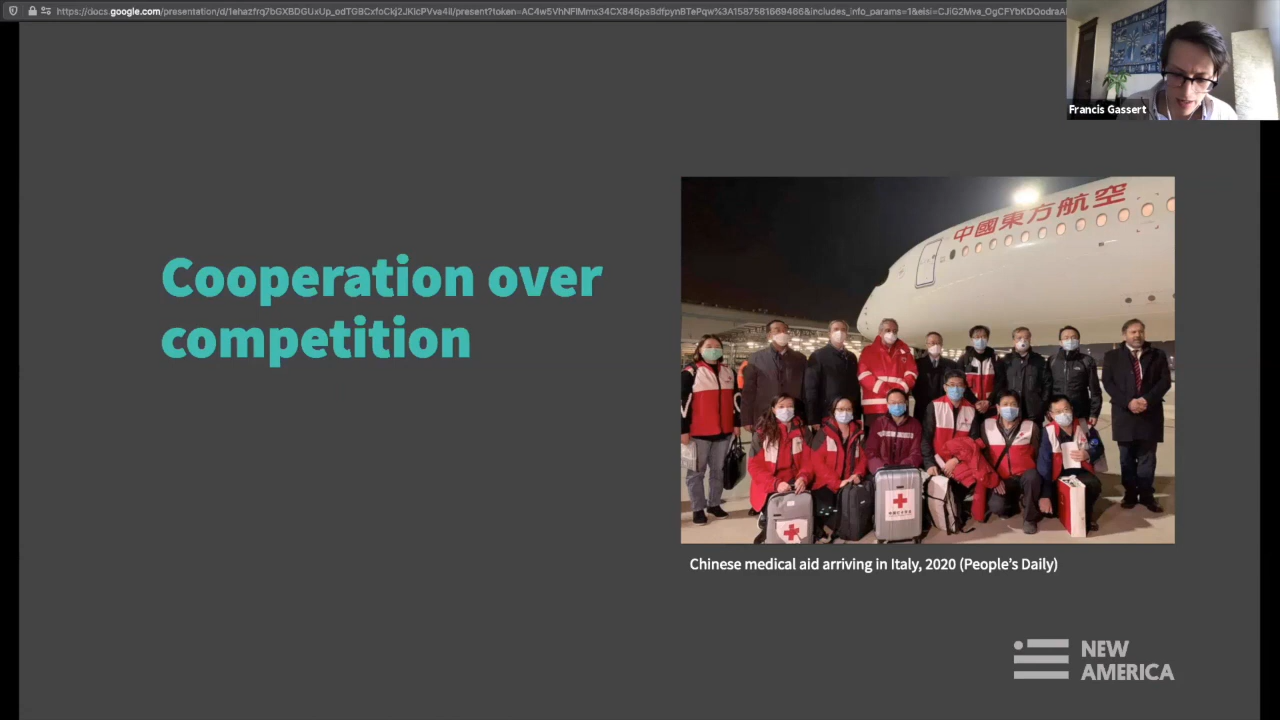 Francis Gassert
Cooperation over
competition
中國東方航空
Chinese medical aid arriving in Italy, 2020 (People's Daily)
NEW
AMERICA